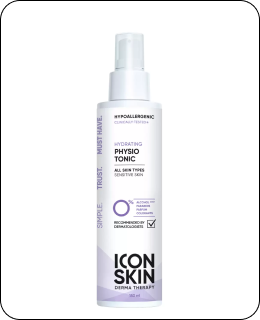 HYPOALLERGENIC
HYDRATING
PHYSIO
TONIC
ALL SKIN TYPES
SENSITIVE SKIN
0%
RECOMMENDED BY
DERMATOLOGISTS
SIMPLE. TRUST. MUST HAVE.
ICON
SKIN
DERMA THERAPY